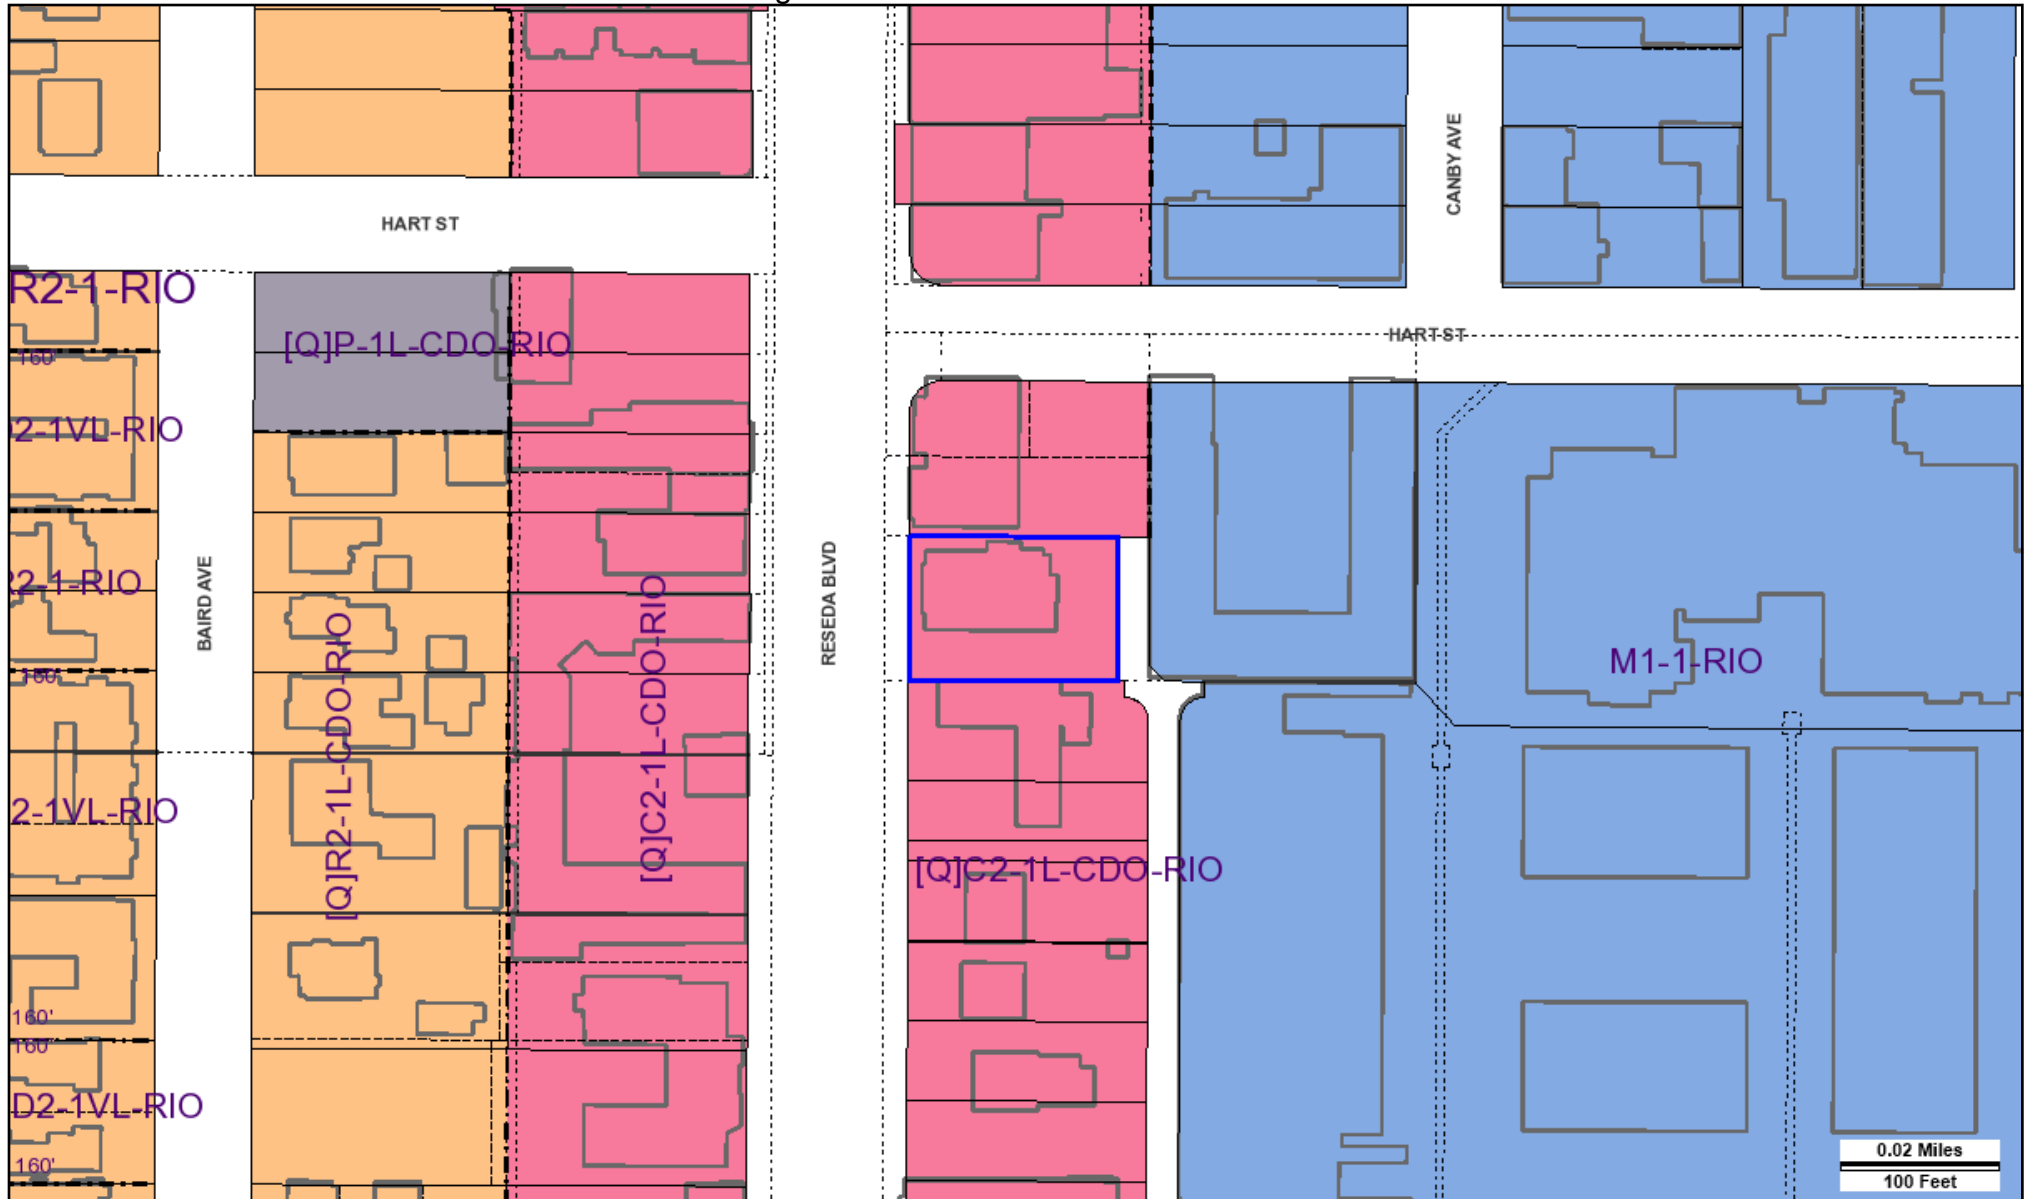 CANBY AVE
HART ST
R2-1-RIO
HART ST
[Q]P-1L-CDO-RIO
160'
2-1VL-RIO
R2-1-RIO
BAIRD AVE
RESEDA BLVD
M1-1-RIO
160'
[Q]R2-1L-CDO-RIO
[Q]C2-1L-CDO-RIO
2-1VL-RIO
[Q]C2-1L-CDO-RIO
160'
160'
D2-1VL-RIO
160'
0.02 Miles
100 Feet